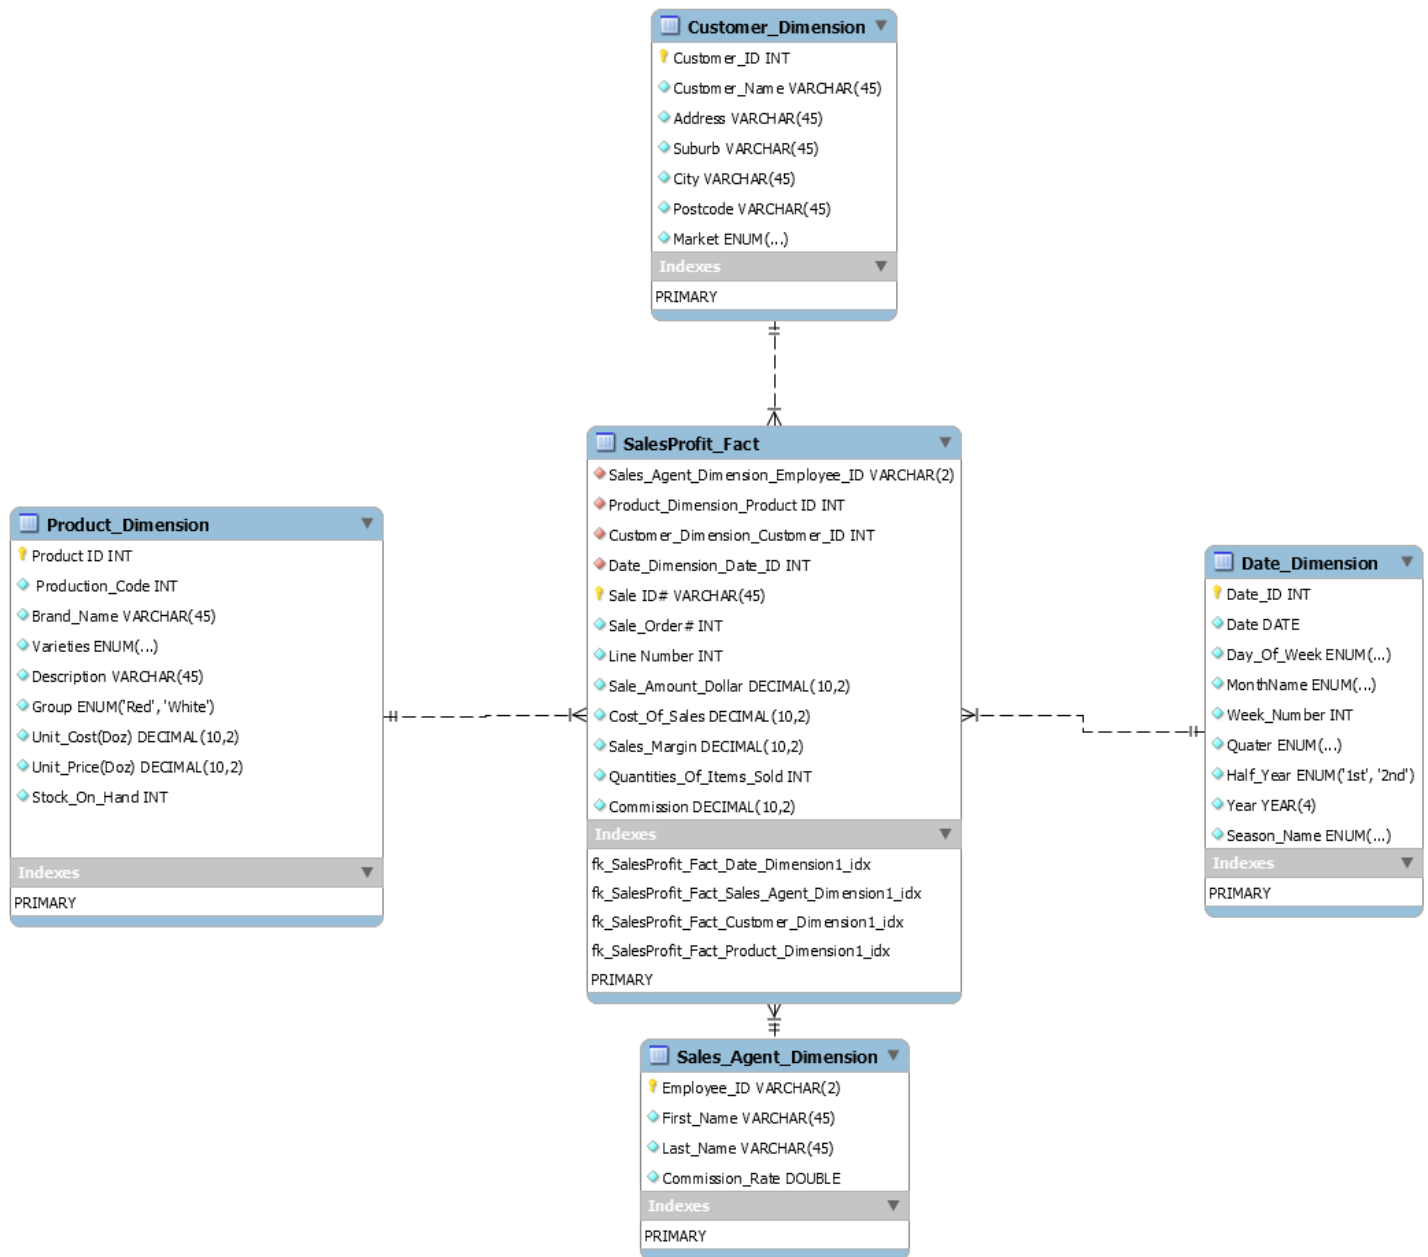 Customer_Dimension
Customer_ID INT
Customer_Name VARCHAR(45)
Address VARCHAR(45)
Suburb VARCHAR(45)
City VARCHAR(45)
Postcode VARCHAR(45)
Market ENUM(...)
Indexes
PRIMARY
SalesProfit_Fact
Sales_Agent_Dimension_Employee_ID VARCHAR(2)
Product_Dimension_Product ID INT
Customer_Dimension_Customer_ID INT
Date_Dimension_Date_ID INT
Sale ID# VARCHAR(45)
Sale_Order# INT
Line Number INT
Sale_Amount_Dollar DECIMAL(10,2)
Cost_Of_Sales DECIMAL(10,2)
Sales_Margin DECIMAL(10,2)
Quantities_Of_Items_Sold INT
Commission DECIMAL(10,2)
Indexes
fk_SalesProfit_Fact_Date_Dimension1_idx
fk_SalesProfit_Fact_Sales_Agent_Dimension1_idx
fk_SalesProfit_Fact_Customer_Dimension1_idx
fk_SalesProfit_Fact_Product_Dimension1_idx
PRIMARY
Product_Dimension
Product ID INT
Production_Code INT
Brand_Name VARCHAR(45)
Varieties ENUM(...)
Description VARCHAR(45)
Group ENUM('Red', 'White')
Unit_Cost(Doz) DECIMAL(10,2)
Unit_Price(Doz) DECIMAL(10,2)
Stock_On_Hand INT
Indexes
PRIMARY
Date_Dimension
Date_ID INT
Date DATE
Day_Of_Week ENUM(...)
MonthName ENUM(...)
Week_Number INT
Quater ENUM(...)
Half_Year ENUM('1st', '2nd')
Year YEAR(4)
Season_Name ENUM(...)
Indexes
PRIMARY
Sales_Agent_Dimension
Employee_ID VARCHAR(2)
First_Name VARCHAR(45)
Last_Name VARCHAR(45)
Commission_Rate DOUBLE
Indexes
PRIMARY